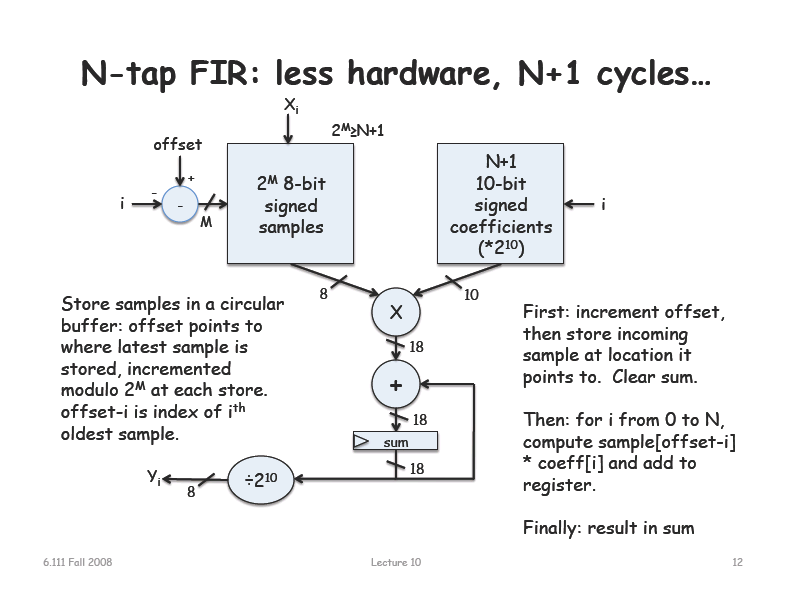 N-tap FIR: less hardware, N+1 cycles…
Xi
2ᴹ≥N+1
offset
+
-
i
-
M
2ᴹ 8-bit
signed
samples
N+1
10-bit
signed
coefficients
(*2¹⁰)
i
8
10
X
18
+
18
sum
18
÷2¹⁰
Yi
8
Store samples in a circular
buffer: offset points to
where latest sample is
stored, incremented
modulo 2ᴹ at each store.
offset-i is index of iᵗʰ
oldest sample.
First: increment offset,
then store incoming
sample at location it
points to. Clear sum.
Then: for i from 0 to N,
compute sample[offset-i]
* coeff[i] and add to
register.
Finally: result in sum
6.111 Fall 2008
Lecture 10
12